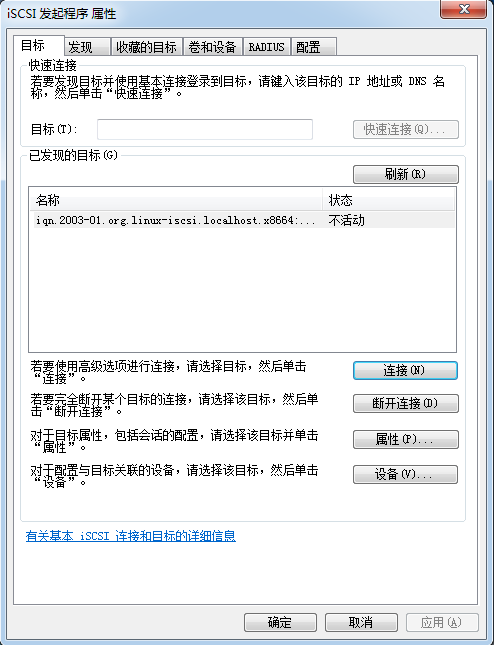 iSCSI 发起程序 属性
目标 发现 收藏的目标 卷和设备 RADIUS 配置
快速连接
若要发现目标并使用基本连接登录到目标，请键入该目标的 IP 地址或 DNS 名
称，然后单击“快速连接”。
目标(T): 快速连接(Q)...
已发现的目标(G)
刷新(R)
名称 状态
iqn.2003-01.org.linux-iscsi.localhost.x8664:... 不活动
若要使用高级选项进行连接，请选择目标，然后单击
“连接”。
连接(N)
若要完全断开某个目标的连接，请选择该目标，然后单
击“断开连接”。
断开连接(D)
对于目标属性，包括会话的配置，请选择该目标并单击
“属性”。
属性(P)...
对于配置与目标关联的设备，请选择该目标，然后单击
“设备”。
设备(V)...
有关基本 iSCSI 连接和目标的详细信息
确定 取消 应用(A)